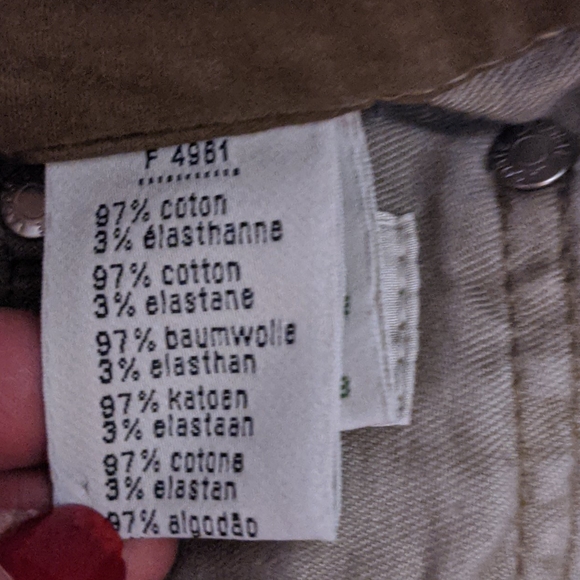 F 4981
97% coton
3% élasthanne
97% cotton
3% elastane
97% baumwolle
3% elasthan
97% katoen
3% elastaan
97% cotone
3% elastan
97% algodão